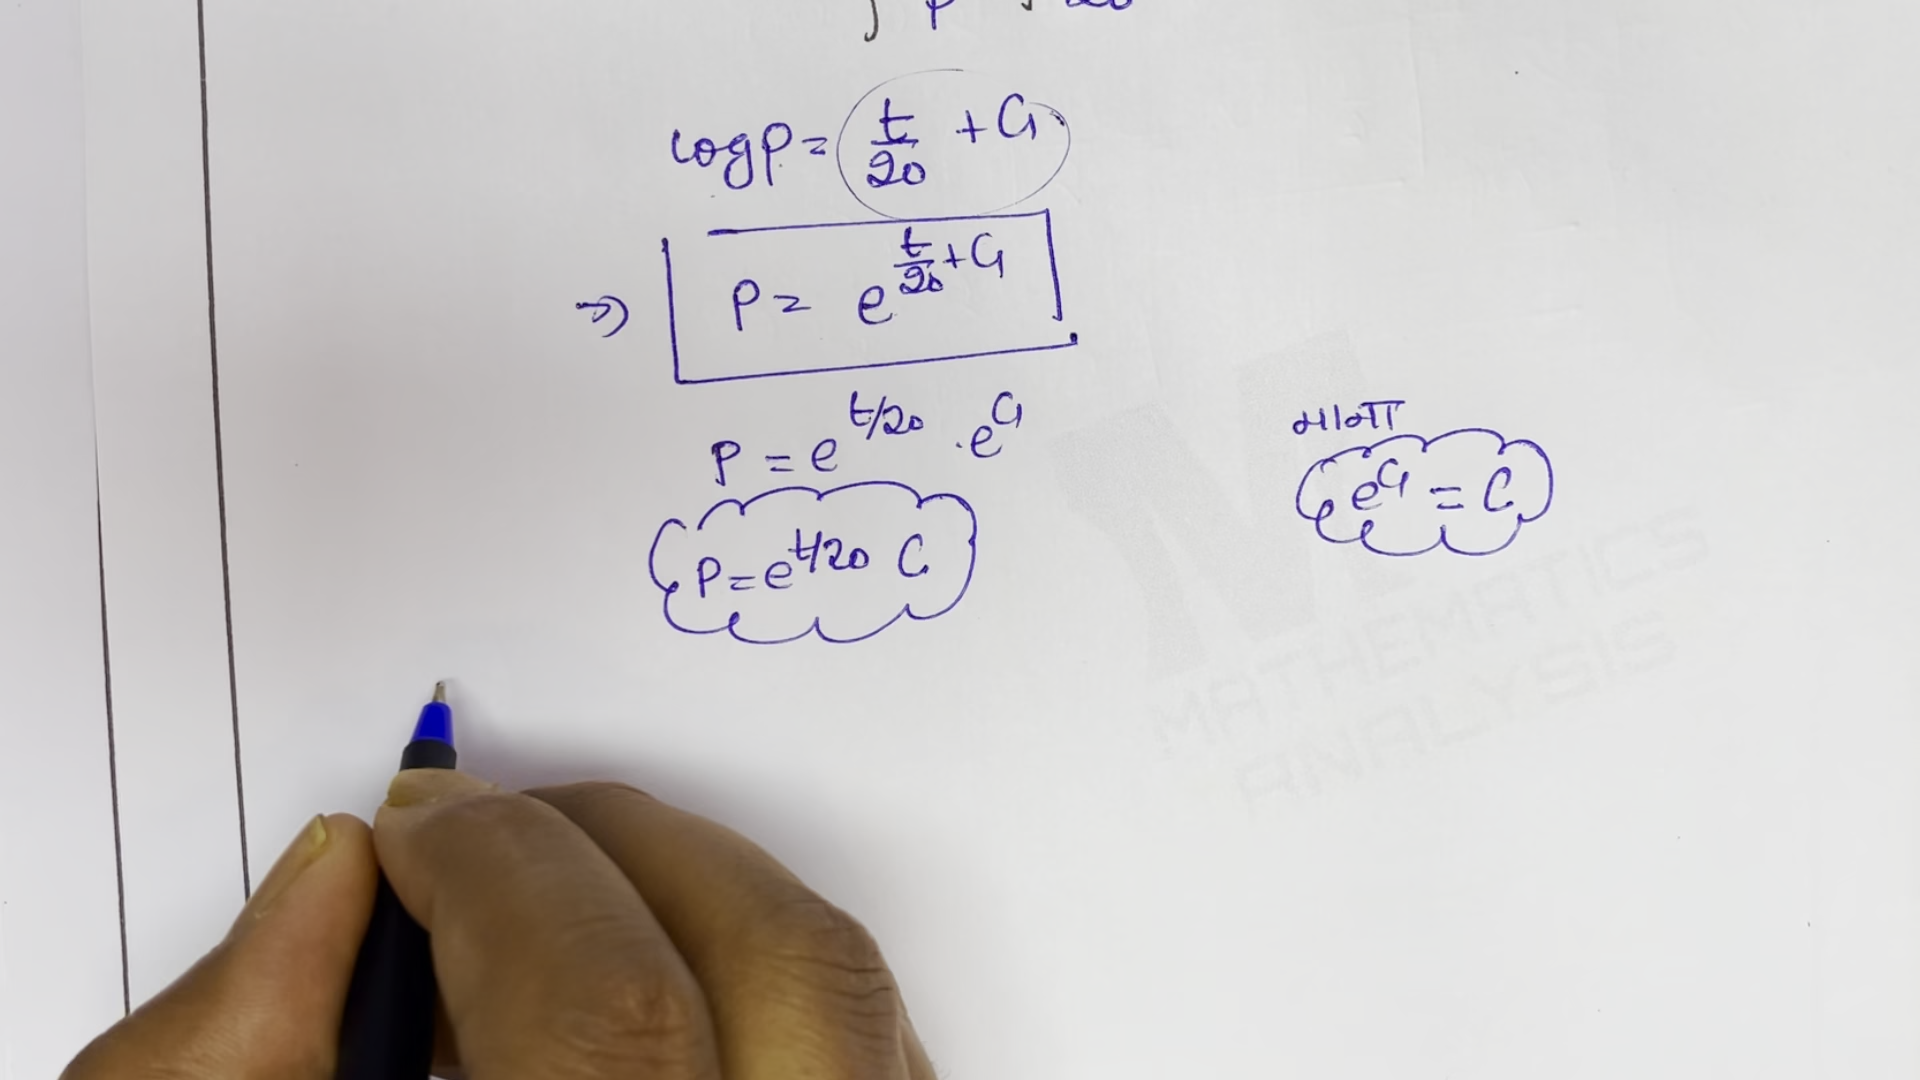 log P = t/20 + C₁
⇒ P = e^(t/20 + C₁)
P = e^(t/20) · e^(C₁)
माना
e^(C₁) = C
P = e^(t/20) C
MATHEMATICS
ANALYSIS